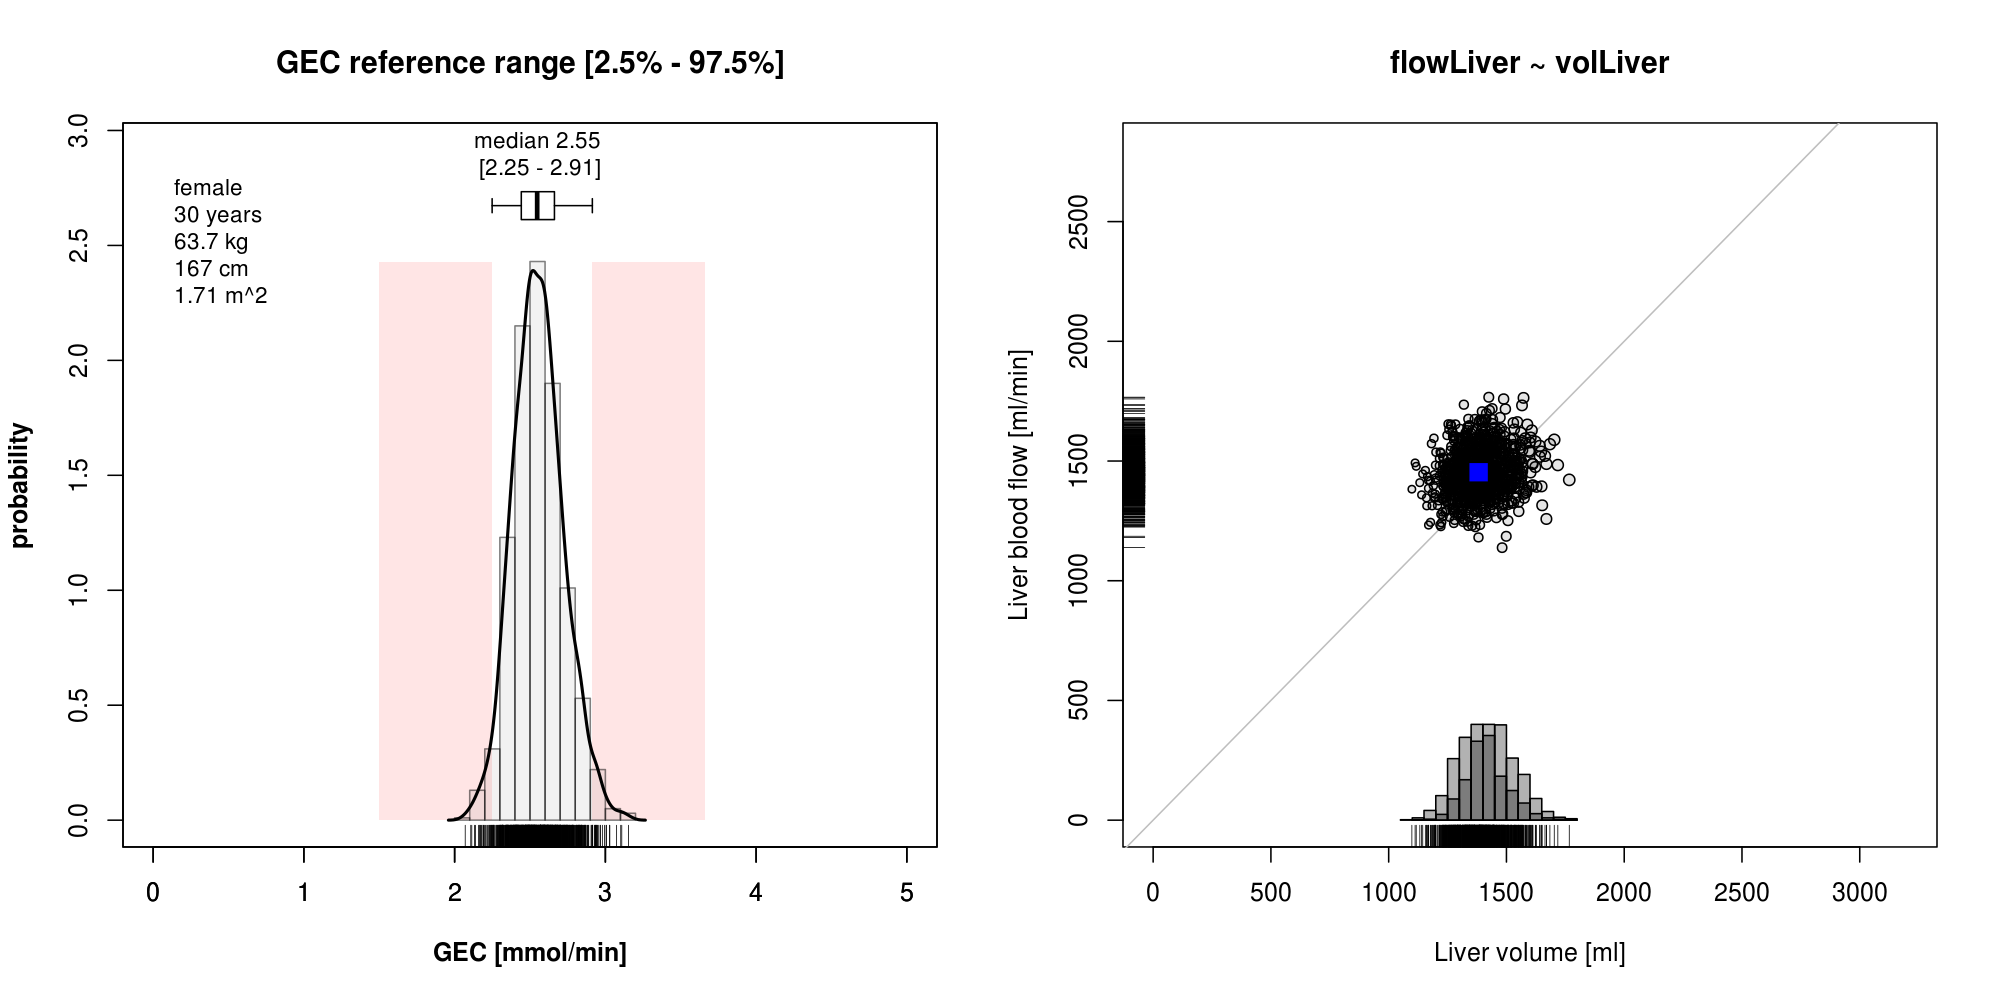 GEC reference range [2.5% - 97.5%]
median 2.55
[2.25 - 2.91]
female
30 years
63.7 kg
167 cm
1.71 m^2
probability
3.0
2.5
2.0
1.5
1.0
0.5
0.0
0 1 2 3 4 5
GEC [mmol/min]
flowLiver ~ volLiver
Liver blood flow [ml/min]
2500
2000
1500
1000
500
0
0 500 1000 1500 2000 2500 3000
Liver volume [ml]